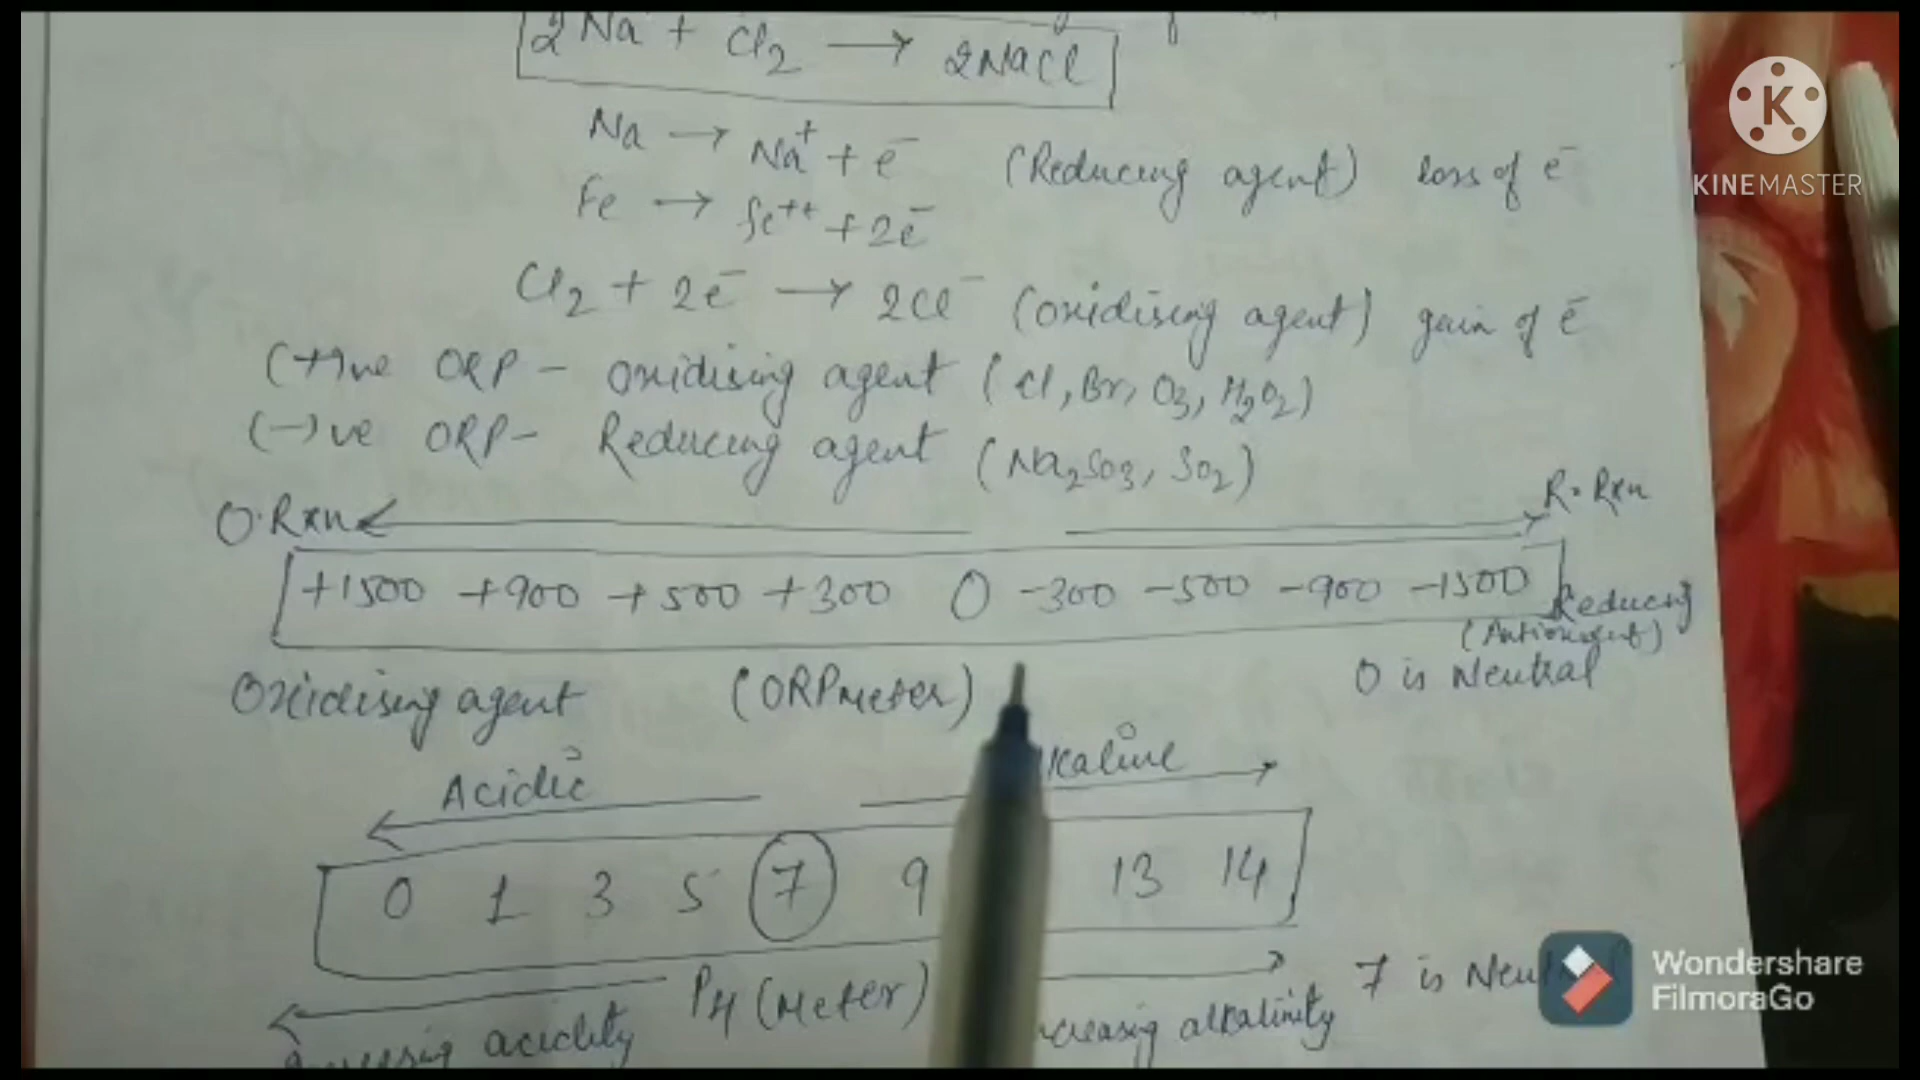 2Na + Cl2 → 2NaCl
Na → Na+ + e- (Reducing agent) loss of e-
Fe → Fe++ + 2e-
Cl2 + 2e- → 2Cl- (oxidising agent) gain of e-
(+)ve ORP - oxidising agent (Cl, Br, O3, H2O2)
(-)ve ORP - Reducing agent (Na2SO3, SO2)
O.Rxn ← → R.Rxn
+1500 +900 +500 +300 0 -300 -500 -900 -1500
Reducing
Oxidising agent (ORP meter) 0 is Neutral
Acidic
0 1 3 5 7 9 13 14
PH (Meter) 7 is
acidity alkalinity
K
KINEMASTER
Wondershare
FilmoraGo